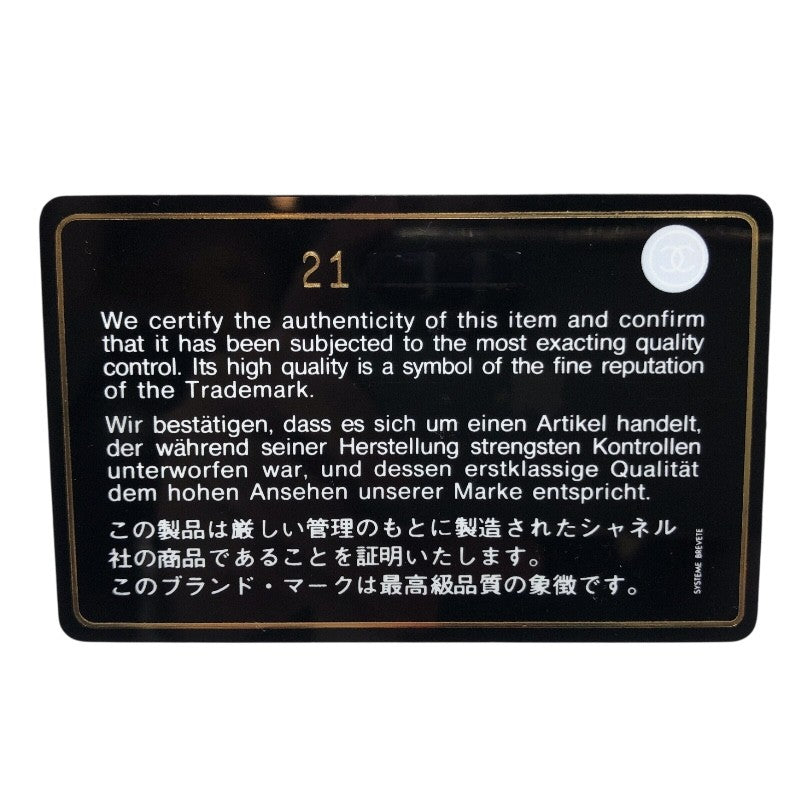 21
We certify the authenticity of this item and confirm
that it has been subjected to the most exacting quality
control. Its high quality is a symbol of the fine reputation
of the Trademark.
Wir bestätigen, dass es sich um einen Artikel handelt,
der während seiner Herstellung strengsten Kontrollen
unterworfen war, und dessen erstklassige Qualität
dem hohen Ansehen unserer Marke entspricht.
この製品は厳しい管理のもとに製造されたシャネル
社の商品であることを証明いたします。
このブランド・マークは最高級品質の象徴です。
SYSTEME BREVETE